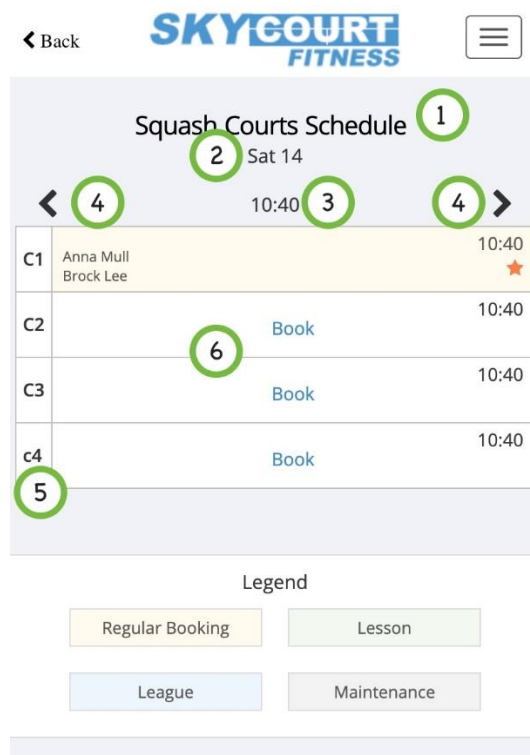 Back
SKYCOURT
FITNESS
Squash Courts Schedule 1
2 Sat 14
4 10:40 3 4
C1 Anna Mull 10:40
Brock Lee
C2 Book 10:40
6
C3 Book 10:40
c4 Book 10:40
5
Legend
Regular Booking Lesson
League Maintenance